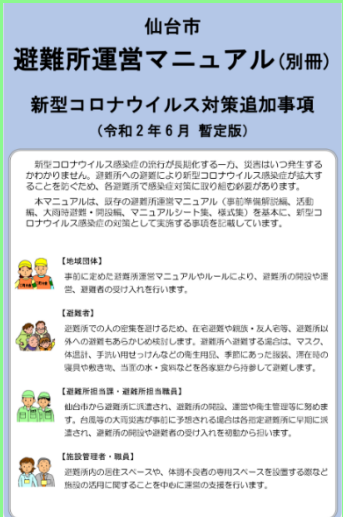 仙台市
避難所運営マニュアル(別冊)
新型コロナウイルス対策追加事項
(令和2年6月 暫定版)
新型コロナウイルス感染症の流行が長期化する一方、災害はいつ発生する
かわかりません。避難所への避難により新型コロナウイルス感染症が拡大す
ることを防ぐため、各避難所で感染症対策に取り組む必要があります。
本マニュアルは、既存の避難所運営マニュアル(事前準備解説編、活動
編、大雨時避難・開設編、マニュアルシート集、様式集)を基本に、新型コ
ロナウイルス感染症の対策として実施する事項を記載しています。
【地域団体】
事前に定めた避難所運営マニュアルやルールにより、避難所の開設や運
営、避難者の受け入れを行います。
【避難者】
避難所での人の密集を避けるため、在宅避難や親族・友人宅等、避難所以
外への避難もあらかじめ検討します。避難所へ避難する場合は、マスク、
体温計、手洗い用せっけんなどの衛生用品、季節にあった服装、滞在時の
寝具や敷き物、当面の水・食料などを各家庭から持参して避難します。
【避難所担当課・避難所担当職員】
仙台市から避難所に派遣され、避難所の開設、運営や衛生管理等に努めま
す。台風等の大雨災害が事前に予想される場合は各指定避難所に早期に派
遣され、避難所の開設や避難者の受け入れを初動から担います。
【施設管理者・職員】
避難所内の居住スペースや、体調不良者の専用スペースを設置する際など
施設の活用に関することを中心に運営の支援を行います。